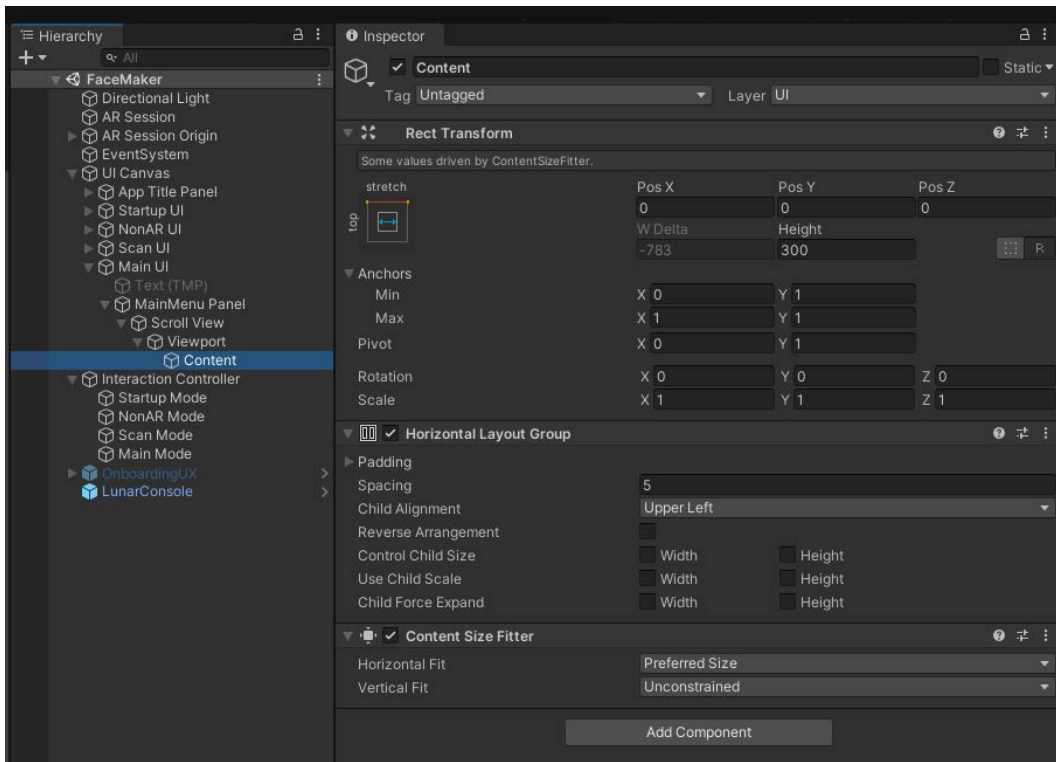 Hierarchy
All
FaceMaker
Directional Light
AR Session
AR Session Origin
EventSystem
UI Canvas
App Title Panel
Startup UI
NonAR UI
Scan UI
Main UI
Text (TMP)
MainMenu Panel
Scroll View
Viewport
Content
Interaction Controller
Startup Mode
NonAR Mode
Scan Mode
Main Mode
OnboardingUX
LunarConsole
Inspector
Content Static
Tag Untagged Layer UI
Rect Transform
Some values driven by ContentSizeFitter.
stretch Pos X Pos Y Pos Z
top 0 0 0
W Delta Height
-783 300 R
Anchors
Min X 0 Y 1
Max X 1 Y 1
Pivot X 0 Y 1
Rotation X 0 Y 0 Z 0
Scale X 1 Y 1 Z 1
Horizontal Layout Group
Padding
Spacing 5
Child Alignment Upper Left
Reverse Arrangement
Control Child Size Width Height
Use Child Scale Width Height
Child Force Expand Width Height
Content Size Fitter
Horizontal Fit Preferred Size
Vertical Fit Unconstrained
Add Component